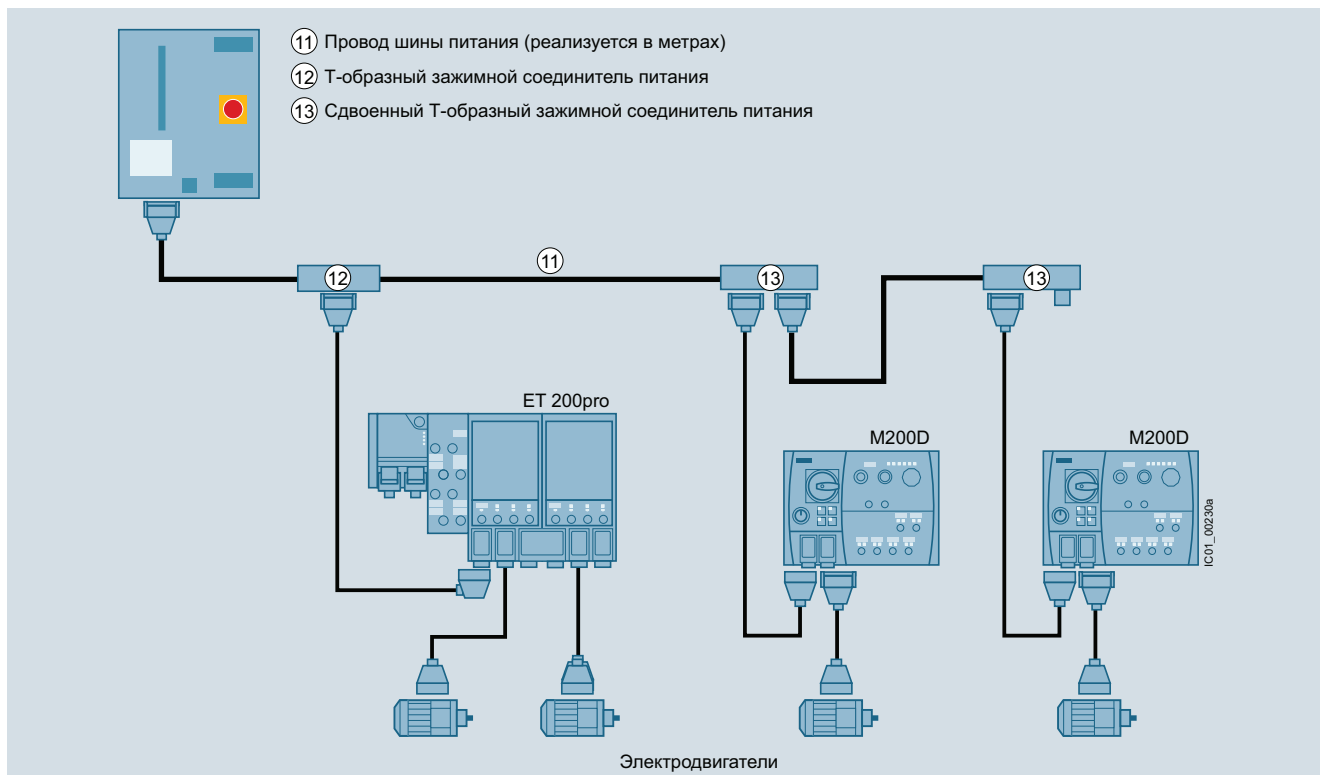 11 Провод шины питания (реализуется в метрах)
12 Т-образный зажимной соединитель питания
13 Сдвоенный Т-образный зажимной соединитель питания
11
12
13
13
ET 200pro
M200D
M200D
IC01_00230a
Электродвигатели